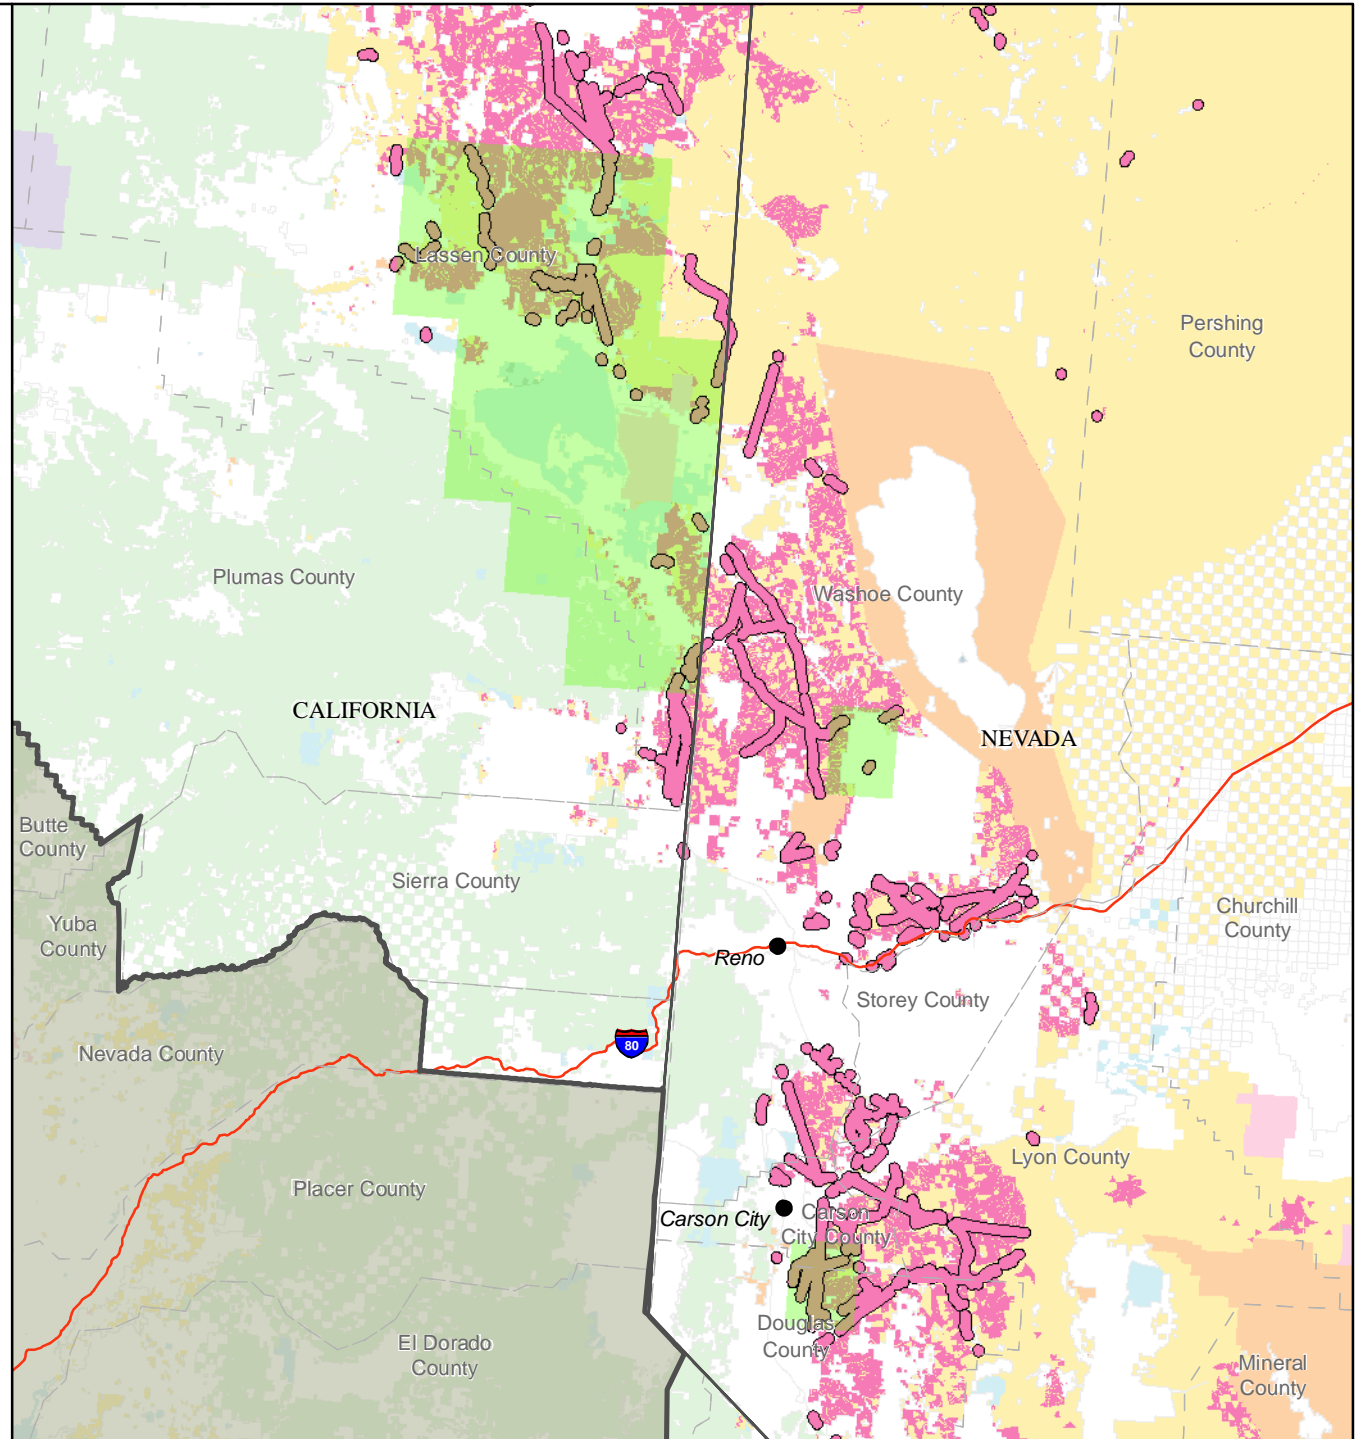 Lassen County
Pershing
County
Plumas County
Washoe County
CALIFORNIA
NEVADA
Butte
County
Sierra County
Yuba
County
Churchill
County
Reno
Storey County
80
Nevada County
Lyon County
Placer County
Carson City
Carson
City County
Douglas
County
El Dorado
County
Mineral
County